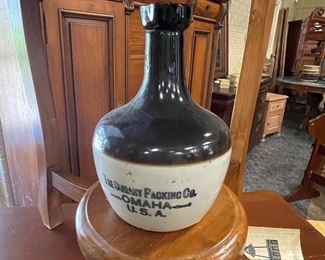 The Cudahy Packing Co.
OMAHA
U.S.A.